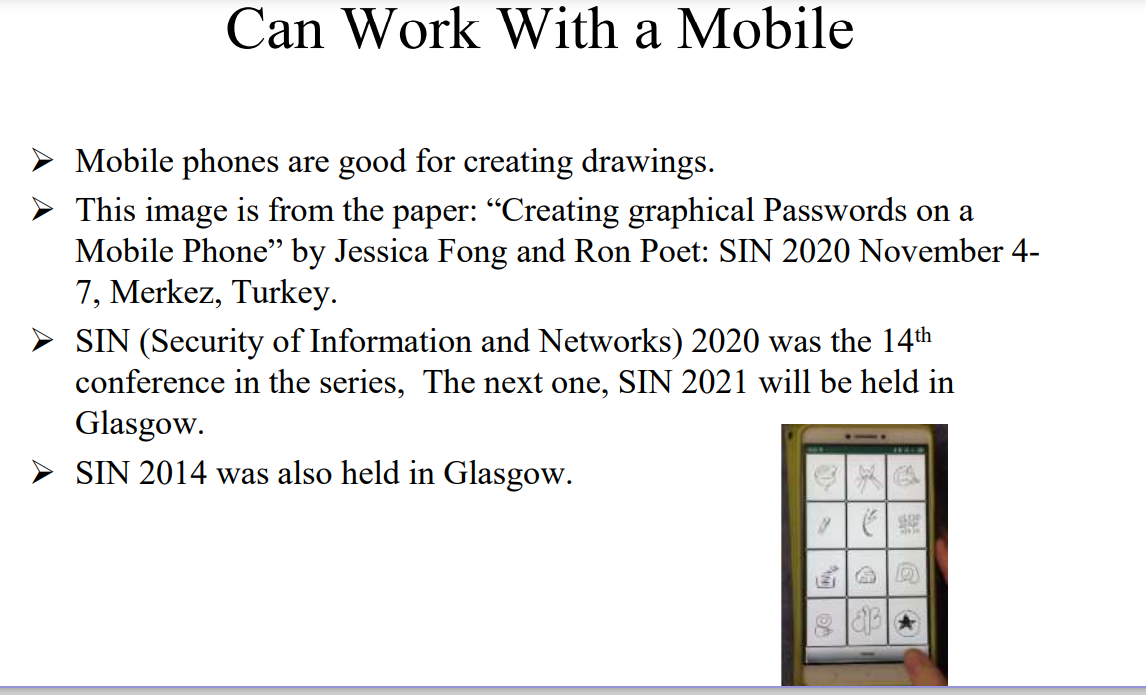 Can Work With a Mobile
➢ Mobile phones are good for creating drawings.
➢ This image is from the paper: “Creating graphical Passwords on a
Mobile Phone” by Jessica Fong and Ron Poet: SIN 2020 November 4-
7, Merkez, Turkey.
➢ SIN (Security of Information and Networks) 2020 was the 14th
conference in the series,  The next one, SIN 2021 will be held in
Glasgow.
➢ SIN 2014 was also held in Glasgow.